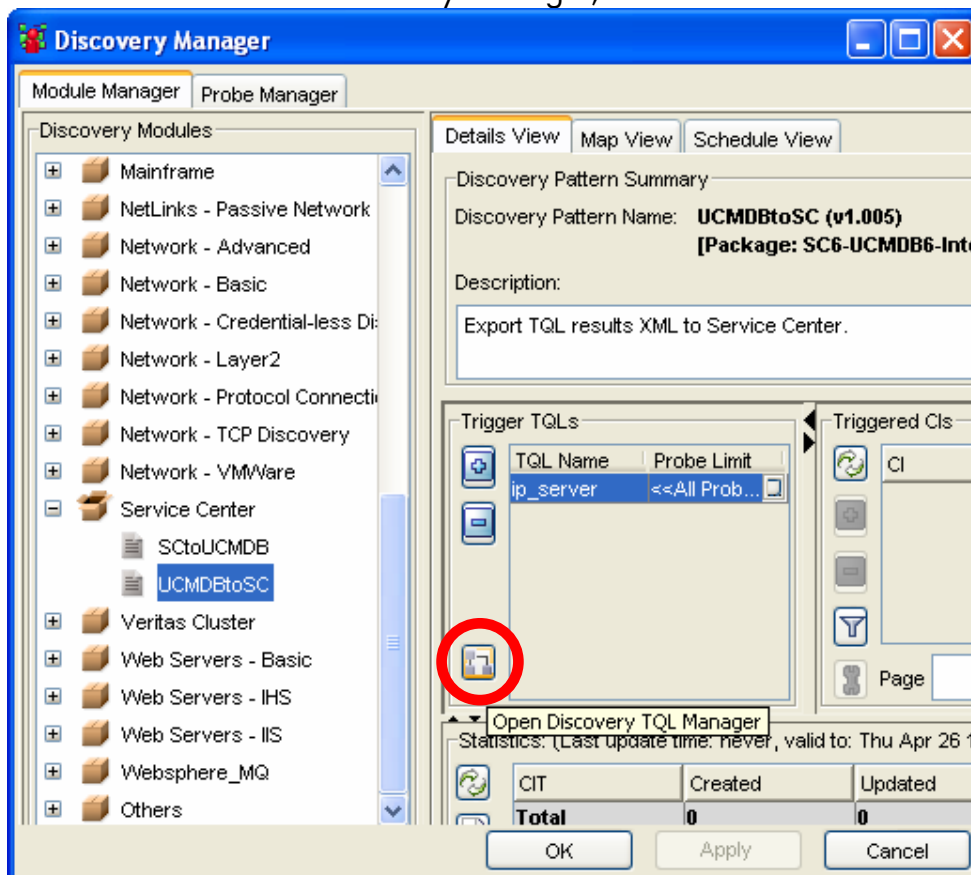 Discovery Manager
Module Manager Probe Manager
Discovery Modules
Mainframe
NetLinks - Passive Network
Network - Advanced
Network - Basic
Network - Credential-less Di
Network - Layer2
Network - Protocol Connecti
Network - TCP Discovery
Network - VMWare
Service Center
SCtoUCMDB
UCMDBtoSC
Veritas Cluster
Web Servers - Basic
Web Servers - IHS
Web Servers - IIS
Websphere_MQ
Others
Details View Map View Schedule View
Discovery Pattern Summary
Discovery Pattern Name: UCMDBtoSC (v1.005)
[Package: SC6-UCMDB6-Inte
Description:
Export TQL results XML to Service Center.
Trigger TQLs
TQL Name Probe Limit
ip_server <<All Prob...
Triggered CIs
CI
Page
Open Discovery TQL Manager
Statistics: (Last update time: never, valid to: Thu Apr 26 1
CIT Created Updated
Total 0 0
OK Apply Cancel